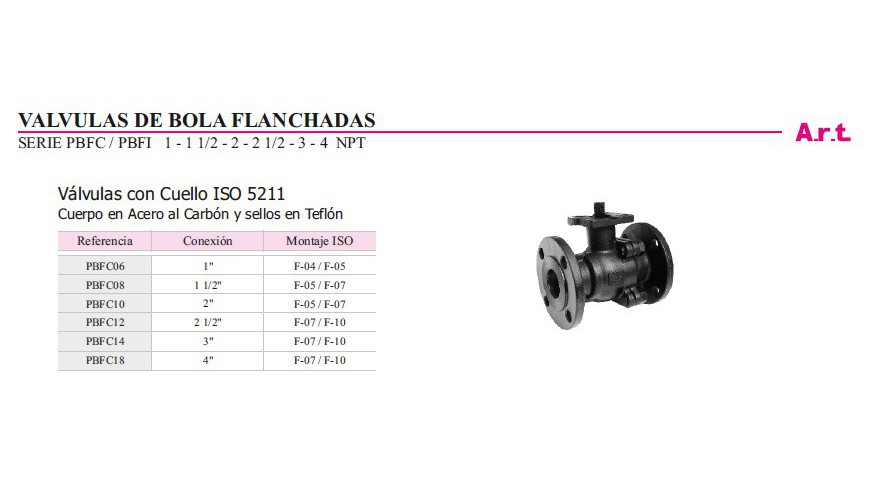 VALVULAS DE BOLA FLANCHADAS
SERIE PBFC / PBFI 1 - 1 1/2 - 2 - 2 1/2 - 3 - 4 NPT
A.r.t.
Válvulas con Cuello ISO 5211
Cuerpo en Acero al Carbón y sellos en Teflón
Referencia Conexión Montaje ISO
PBFC06 1" F-04 / F-05
PBFC08 1 1/2" F-05 / F-07
PBFC10 2" F-05 / F-07
PBFC12 2 1/2" F-07 / F-10
PBFC14 3" F-07 / F-10
PBFC18 4" F-07 / F-10